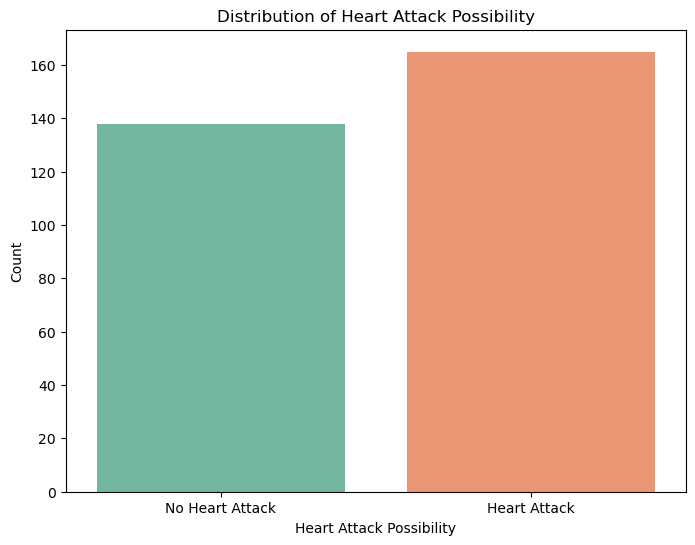 Distribution of Heart Attack Possibility
160
140
120
100
80
60
40
20
0
Count
No Heart Attack
Heart Attack
Heart Attack Possibility